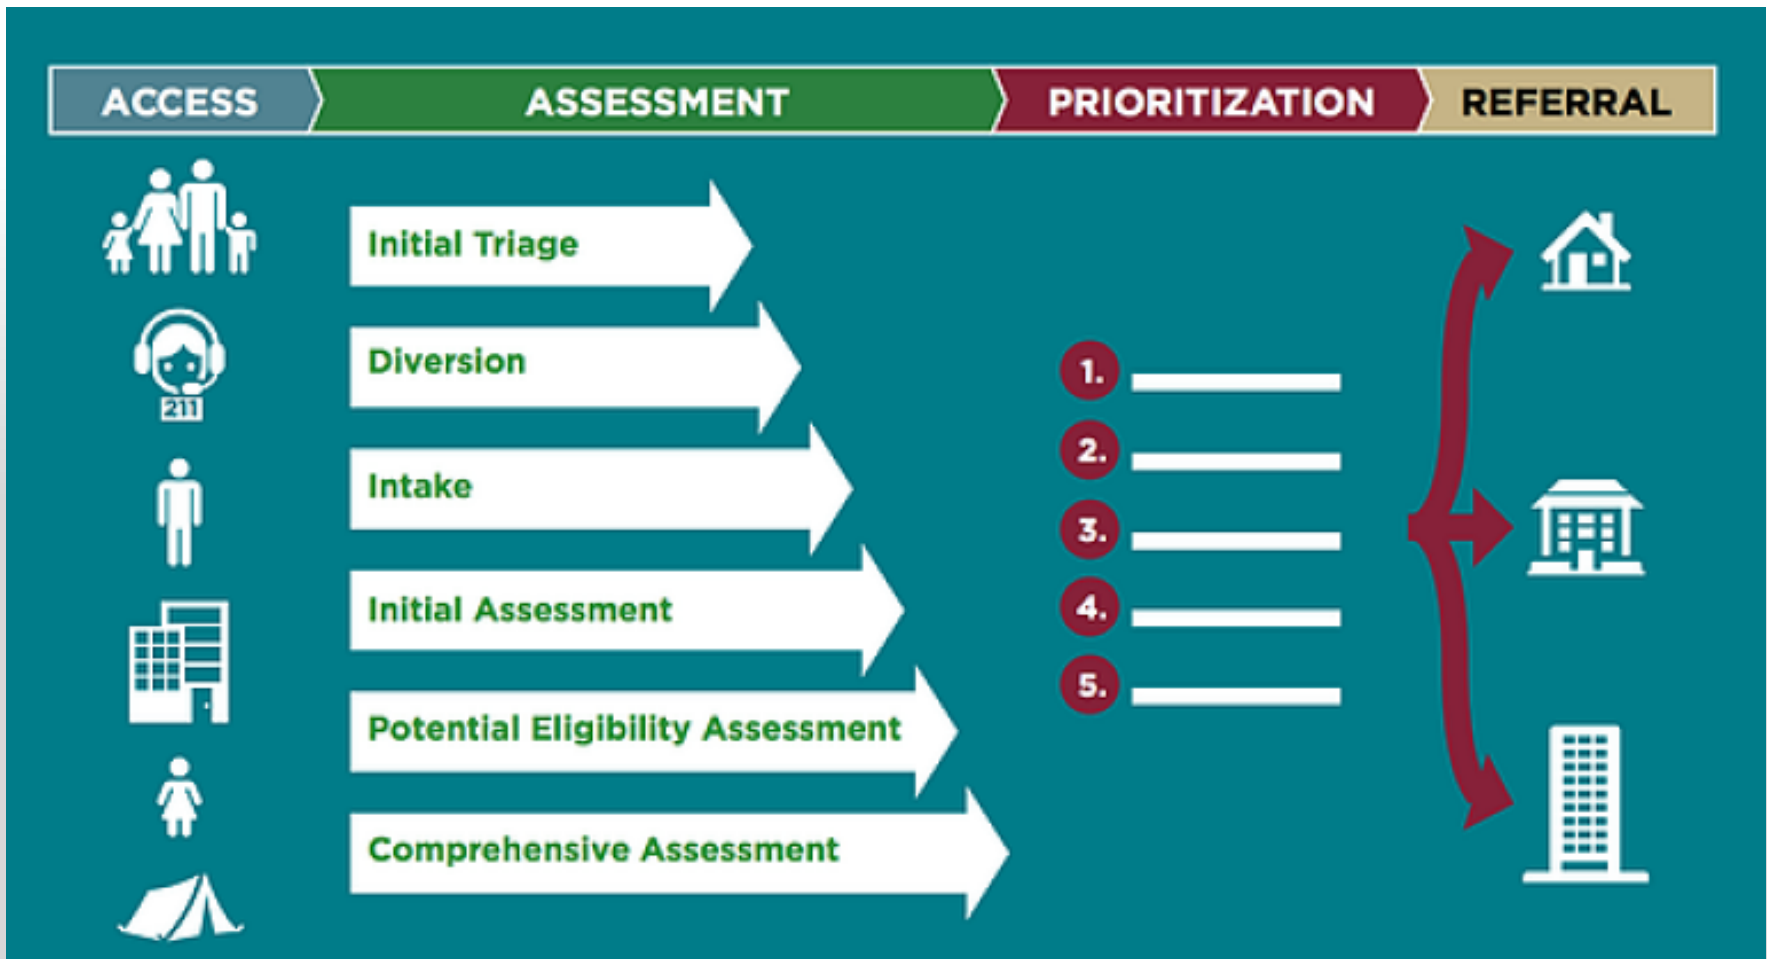 ACCESS
ASSESSMENT
PRIORITIZATION
REFERRAL
Initial Triage
Diversion
211
Intake
Initial Assessment
Potential Eligibility Assessment
Comprehensive Assessment
1.
2.
3.
4.
5.